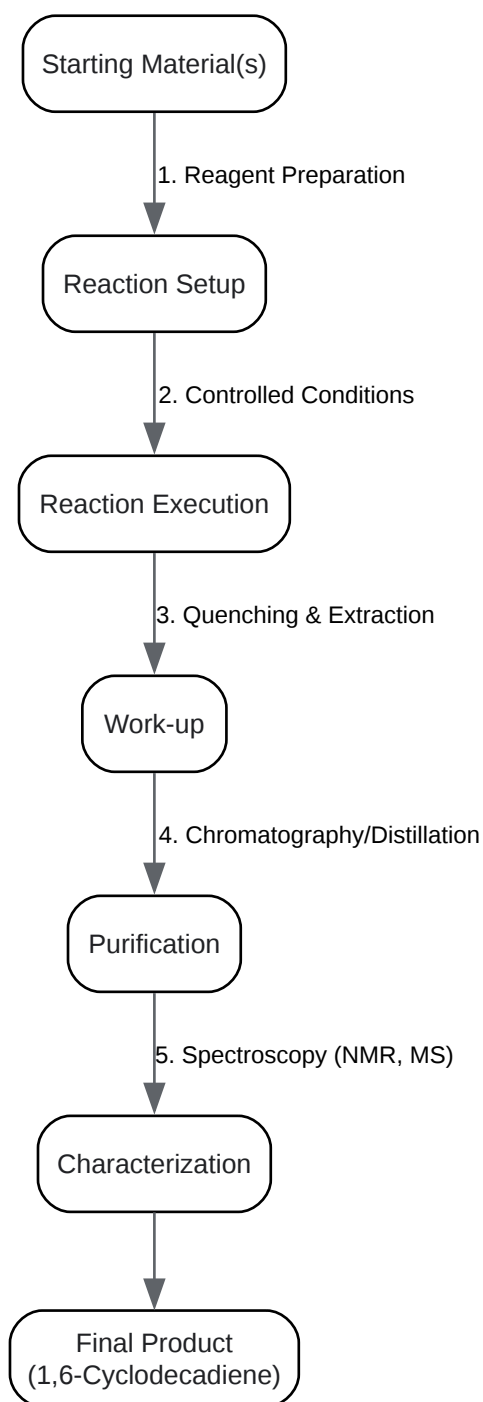 Starting Material(s)
1. Reagent Preparation
Reaction Setup
2. Controlled Conditions
Reaction Execution
3. Quenching & Extraction
Work-up
4. Chromatography/Distillation
Purification
5. Spectroscopy (NMR, MS)
Characterization
Final Product
(1,6-Cyclodecadiene)